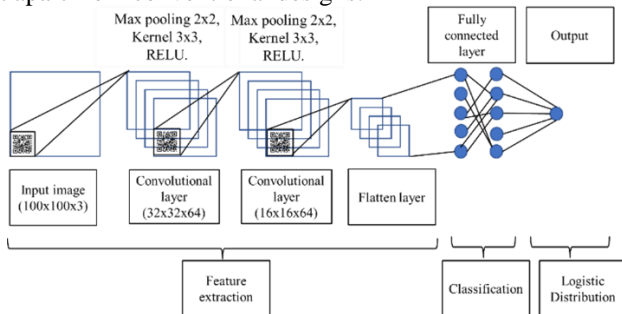 Max pooling 2x2,
Kernel 3x3,
RELU.
Max pooling 2x2,
Kernel 3x3,
RELU.
Fully
connected
layer
Output
Input image
(100x100x3)
Convolutional
layer
(32x32x64)
Convolutional
layer
(16x16x64)
Flatten layer
Feature
extraction
Classification
Logistic
Distribution